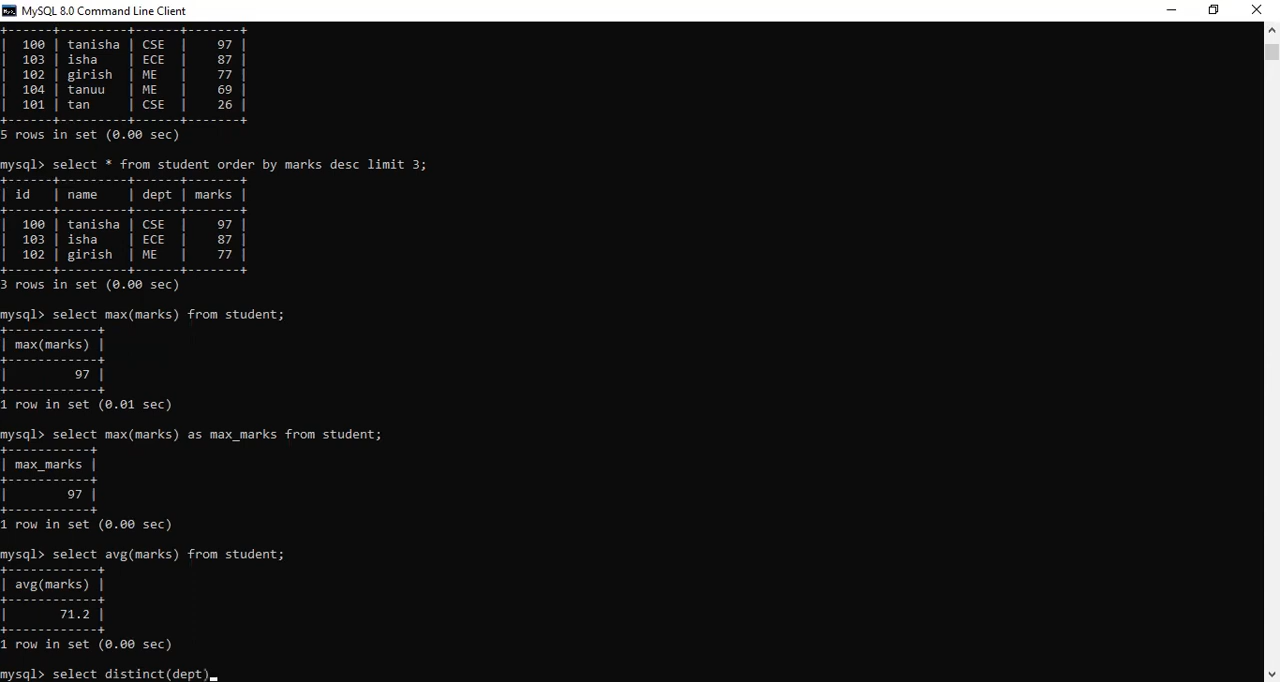 MySQL 8.0 Command Line Client
+------+---------+------+-------+
|  100 | tanisha | CSE  |    97 |
|  103 | isha    | ECE  |    87 |
|  102 | girish  | ME   |    77 |
|  104 | tanuu   | ME   |    69 |
|  101 | tan     | CSE  |    26 |
+------+---------+------+-------+
5 rows in set (0.00 sec)
mysql> select * from student order by marks desc limit 3;
+------+---------+------+-------+
| id   | name    | dept | marks |
+------+---------+------+-------+
|  100 | tanisha | CSE  |    97 |
|  103 | isha    | ECE  |    87 |
|  102 | girish  | ME   |    77 |
+------+---------+------+-------+
3 rows in set (0.00 sec)
mysql> select max(marks) from student;
+------------+
| max(marks) |
+------------+
|         97 |
+------------+
1 row in set (0.01 sec)
mysql> select max(marks) as max_marks from student;
+-----------+
| max_marks |
+-----------+
|        97 |
+-----------+
1 row in set (0.00 sec)
mysql> select avg(marks) from student;
+------------+
| avg(marks) |
+------------+
|       71.2 |
+------------+
1 row in set (0.00 sec)
mysql> select distinct(dept)_